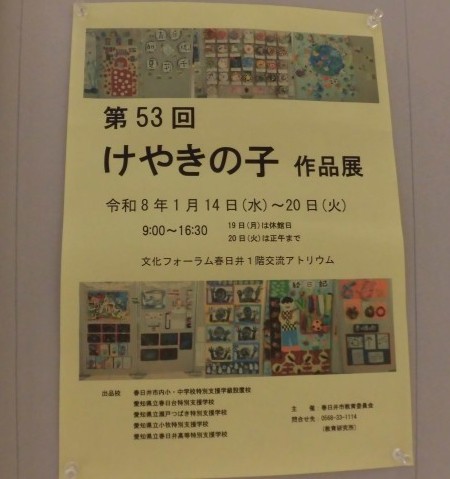 第53回
けやきの子 作品展
令和8年1月14日(水)～20日(火)
9:00～16:30 19日(月)は休館日
20日(火)は正午まで
文化フォーラム春日井1階交流アトリウム
出品校 春日井市内小・中学校特別支援学級設置校
愛知県立春日台特別支援学校
愛知県立瀬戸つばき特別支援学校
愛知県立小牧特別支援学校
愛知県立春日井高等特別支援学校
主 催:春日井市教育委員会
問合せ先:0568-33-1114
(教育研究所)